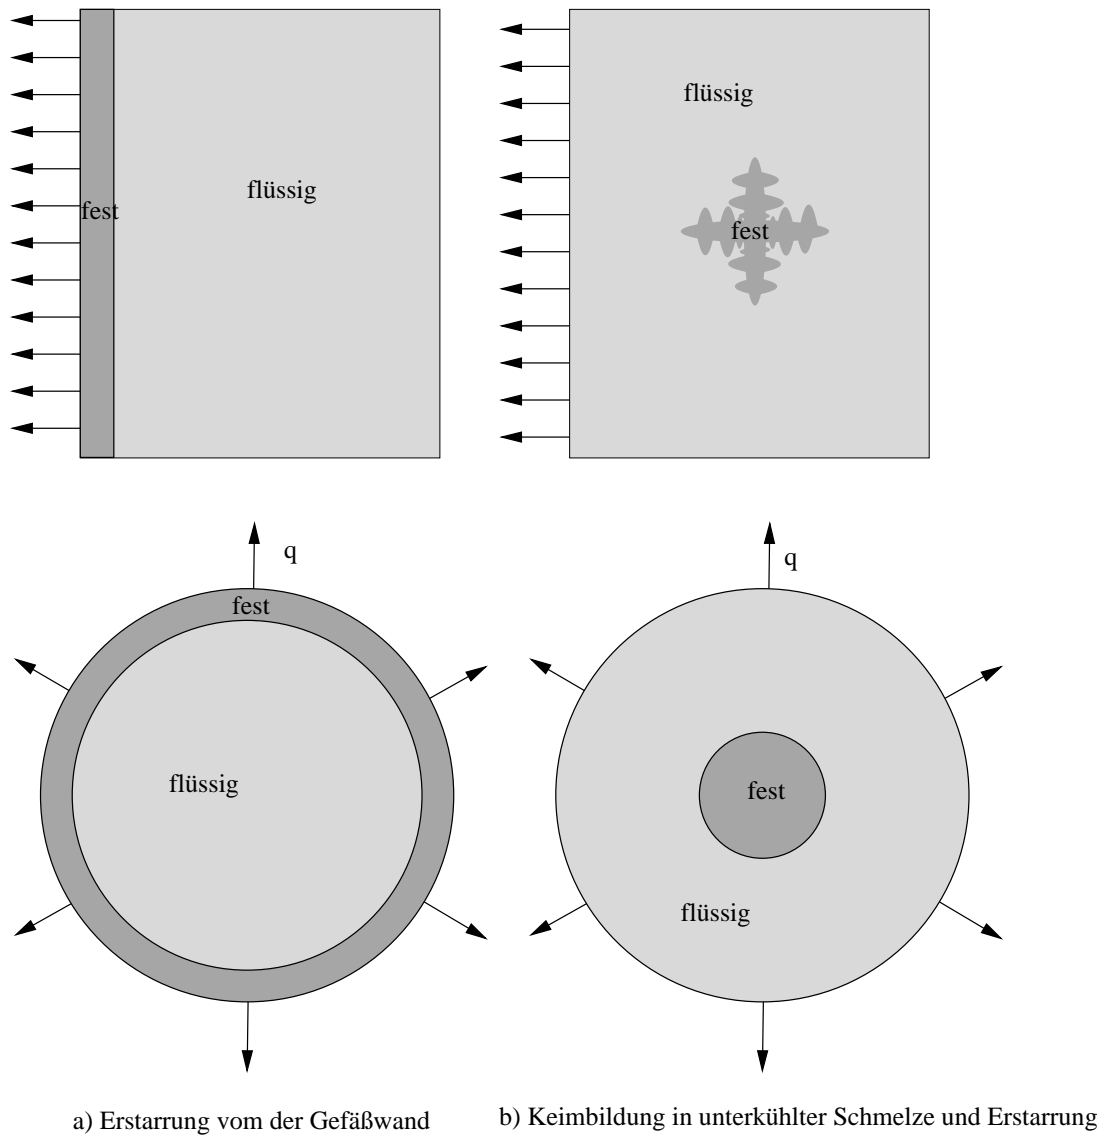 flüssig
flüssig
fest
fest
q
q
fest
flüssig
fest
flüssig
a) Erstarrung vom der Gefäßwand
b) Keimbildung in unterkühlter Schmelze und Erstarrung